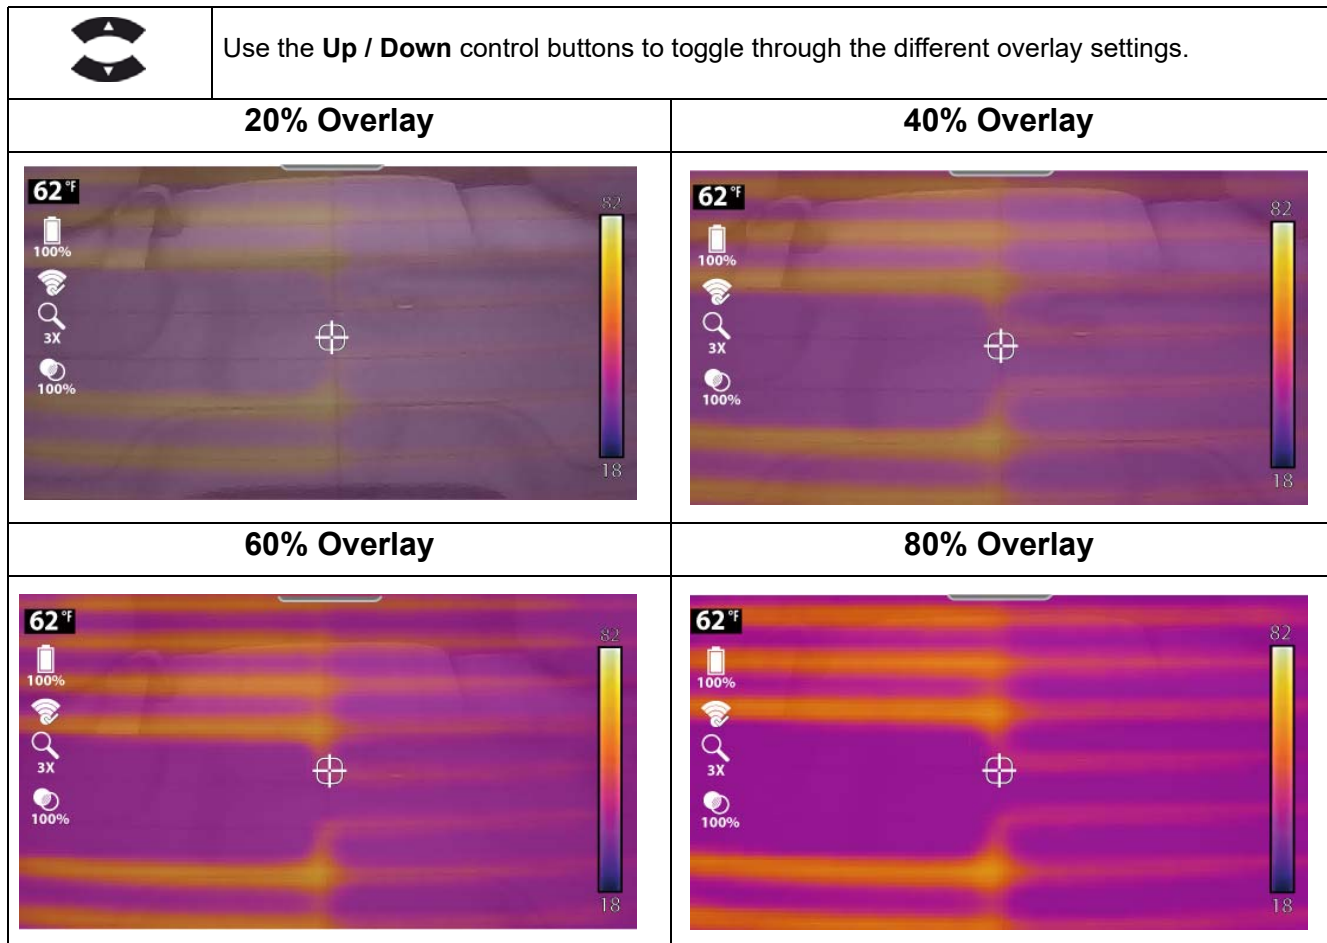 Use the Up / Down control buttons to toggle through the different overlay settings.
20% Overlay
40% Overlay
62°F
82
100%
3X
100%
18
62°F
82
100%
3X
100%
18
60% Overlay
80% Overlay
62°F
82
100%
3X
100%
18
62°F
82
100%
3X
100%
18